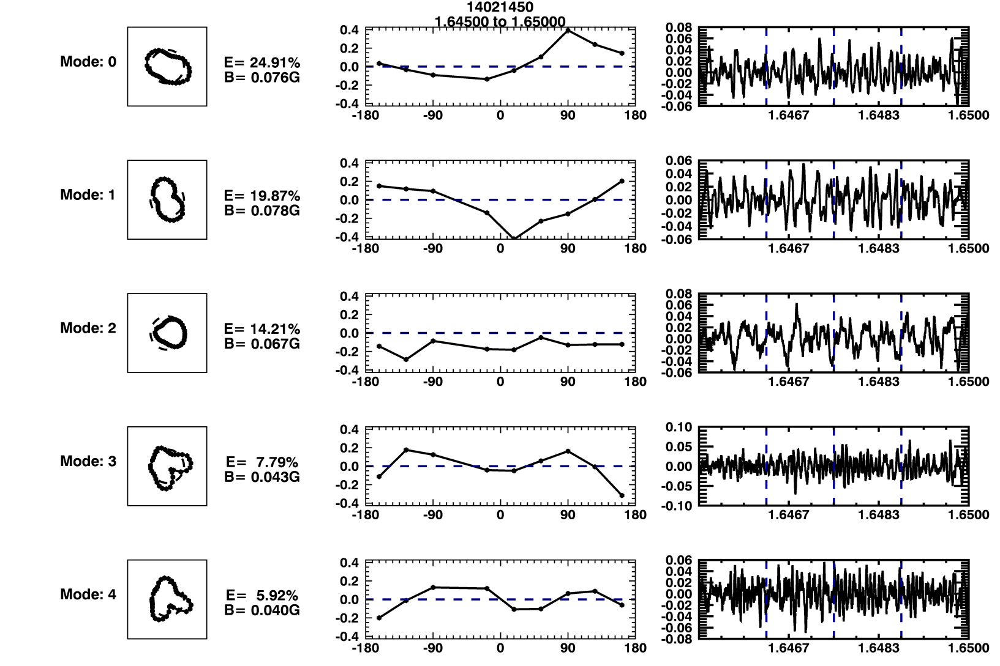 14021450
1.64500 to 1.65000
Mode: 0
E= 24.91%
B= 0.076G
0.4
0.2
0.0
-0.2
-0.4
-180 -90 0 90 180
0.08
0.06
0.04
0.02
0.00
-0.02
-0.04
-0.06
1.6467 1.6483 1.6500
Mode: 1
E= 19.87%
B= 0.078G
0.4
0.2
0.0
-0.2
-0.4
-180 -90 0 90 180
0.06
0.04
0.02
0.00
-0.02
-0.04
-0.06
1.6467 1.6483 1.6500
Mode: 2
E= 14.21%
B= 0.067G
0.4
0.2
0.0
-0.2
-0.4
-180 -90 0 90 180
0.08
0.06
0.04
0.02
0.00
-0.02
-0.04
-0.06
1.6467 1.6483 1.6500
Mode: 3
E= 7.79%
B= 0.043G
0.4
0.2
0.0
-0.2
-0.4
-180 -90 0 90 180
0.10
0.05
0.00
-0.05
-0.10
1.6467 1.6483 1.6500
Mode: 4
E= 5.92%
B= 0.040G
0.4
0.2
0.0
-0.2
-0.4
-180 -90 0 90 180
0.06
0.04
0.02
0.00
-0.02
-0.04
-0.06
-0.08
1.6467 1.6483 1.6500